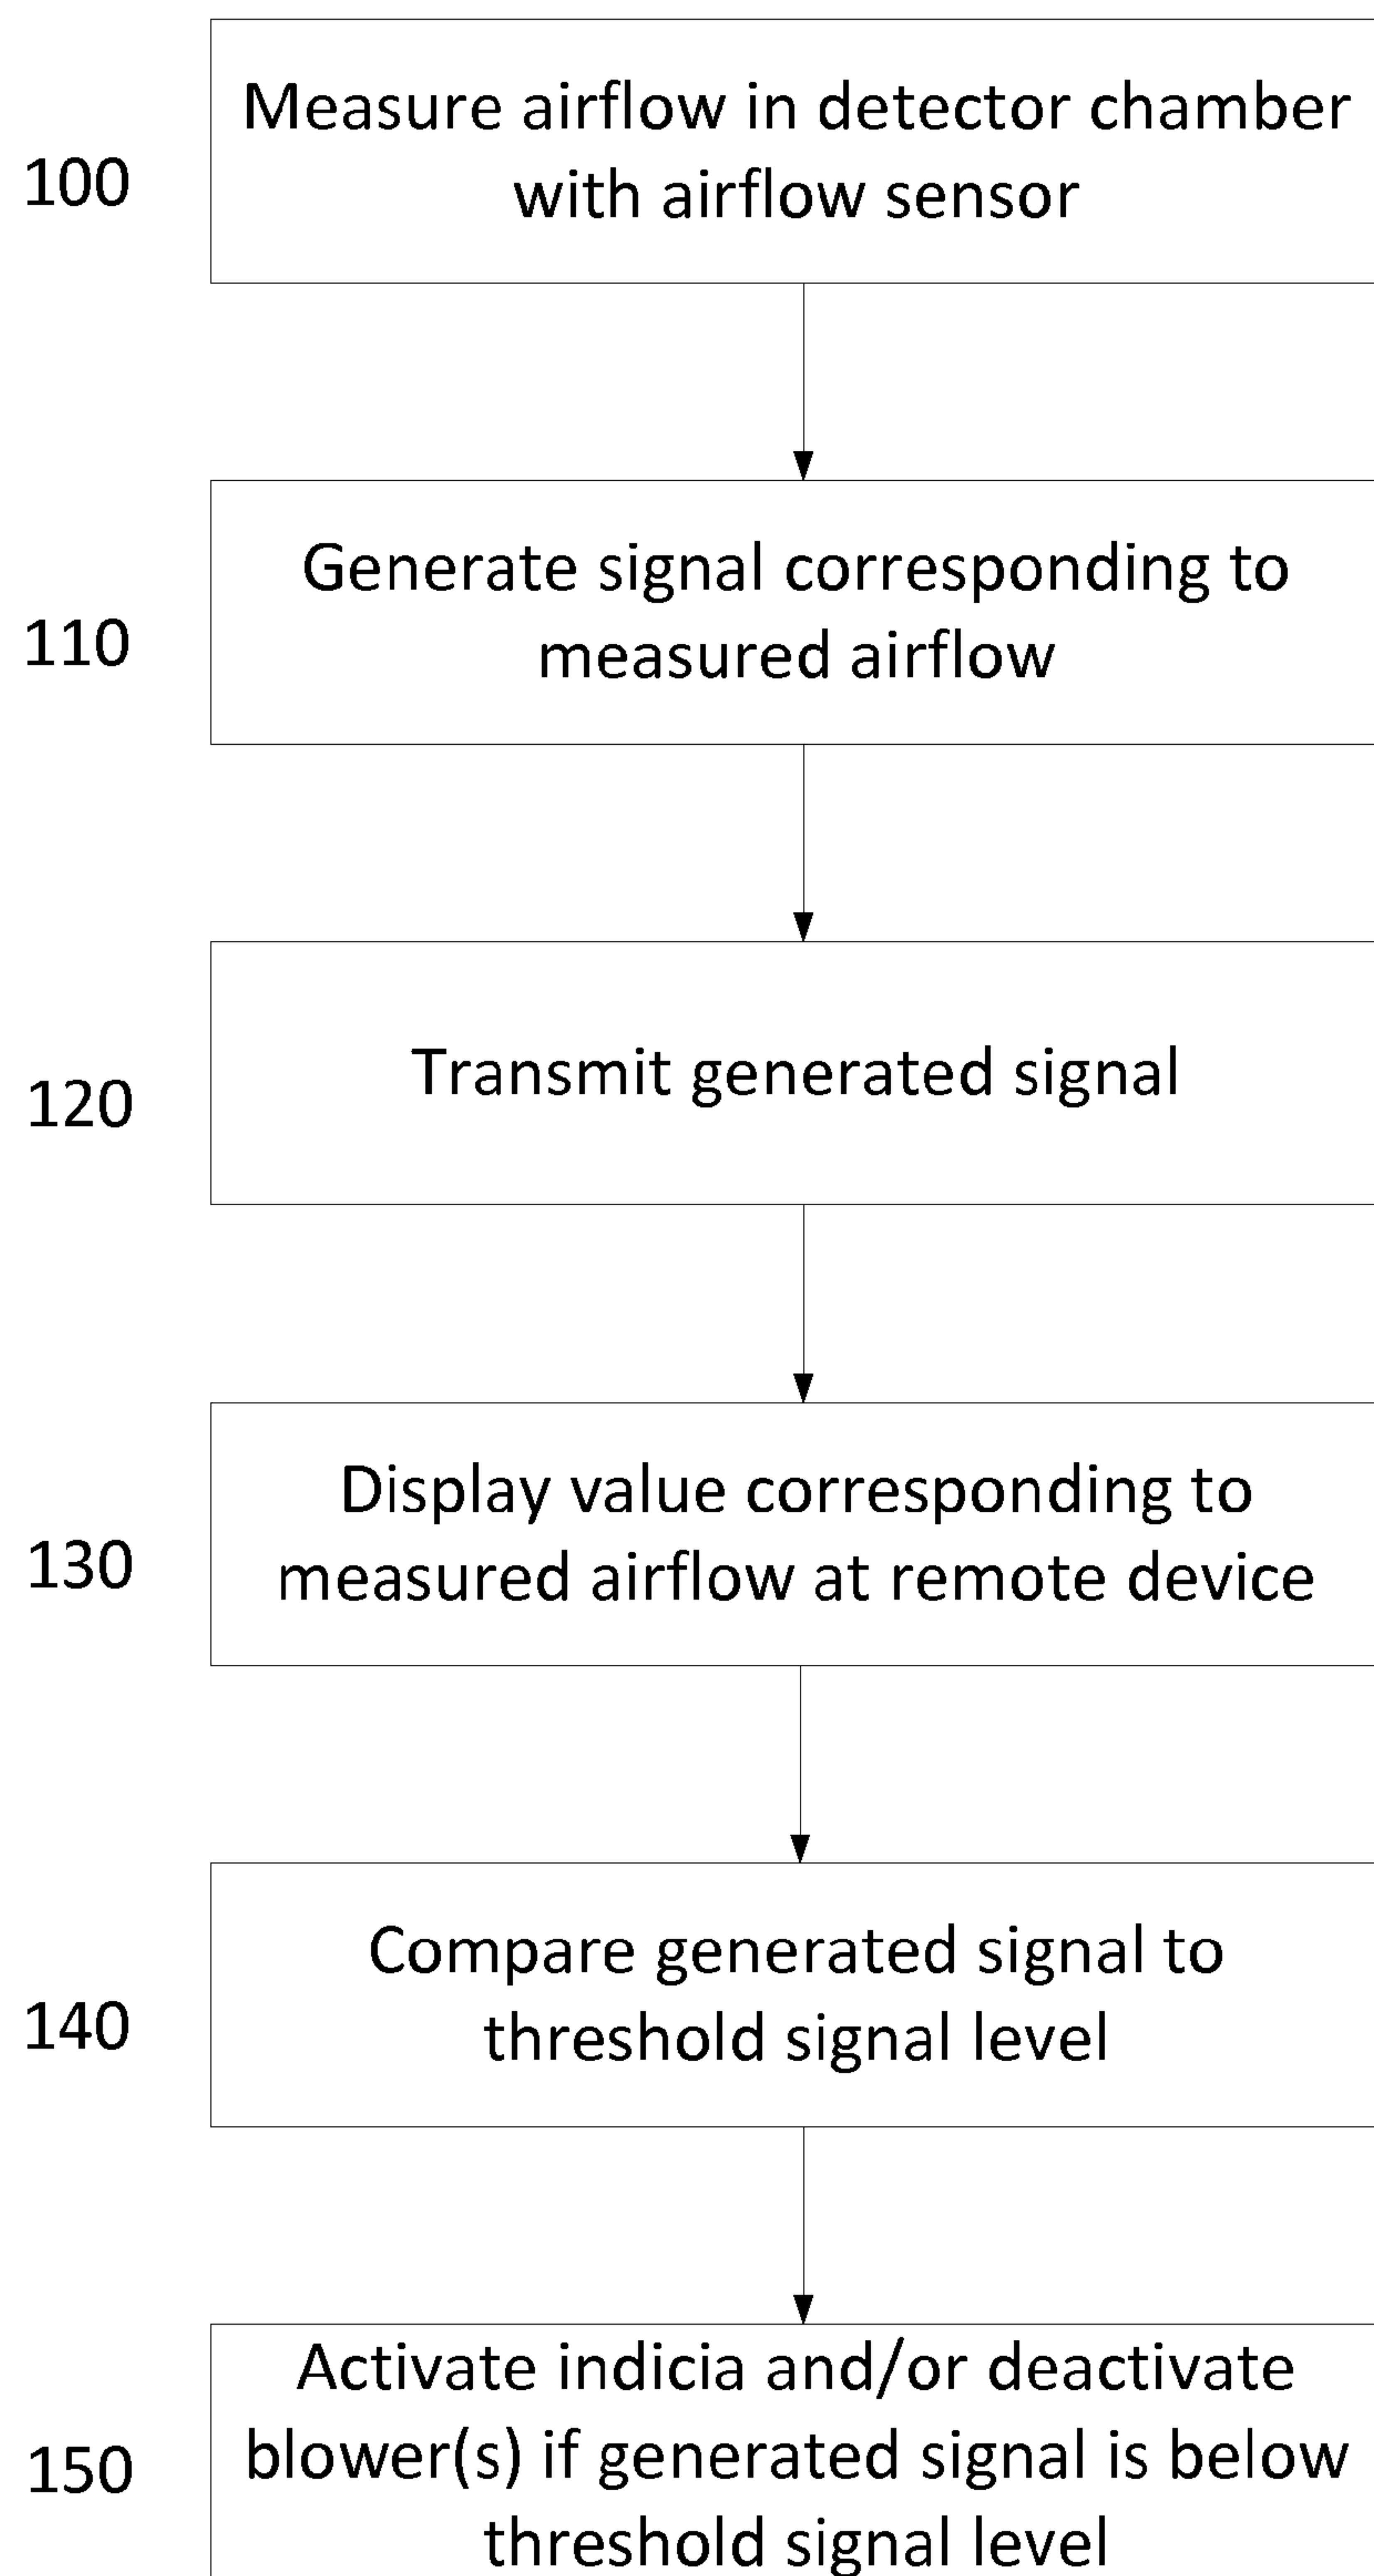 Measure airflow in detector chamber
with airflow sensor
100
Generate signal corresponding to
measured airflow
110
Transmit generated signal
120
Display value corresponding to
measured airflow at remote device
130
Compare generated signal to
threshold signal level
140
Activate indicia and/or deactivate
blower(s) if generated signal is below
threshold signal level
150